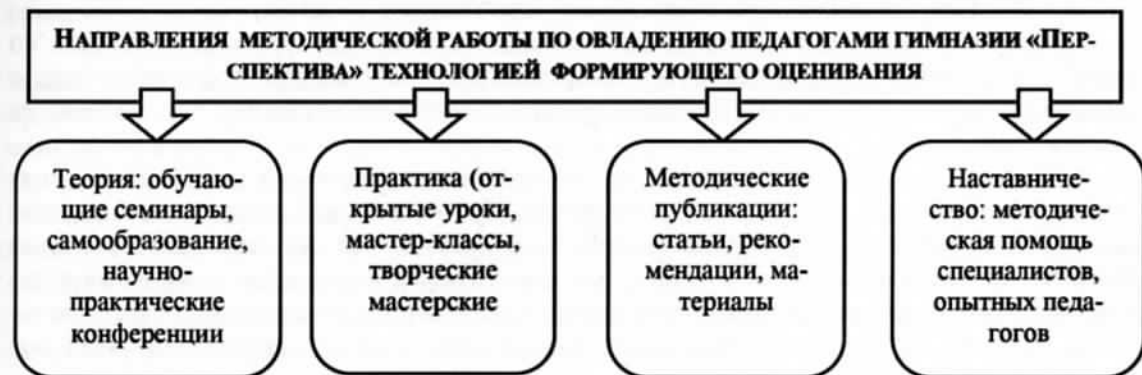 НАПРАВЛЕНИЯ МЕТОДИЧЕСКОЙ РАБОТЫ ПО ОВЛАДЕНИЮ ПЕДАГОГАМИ ГИМНАЗИИ «ПЕР-
СПЕКТИВА» ТЕХНОЛОГИЕЙ ФОРМИРУЮЩЕГО ОЦЕНИВАНИЯ
Теория: обучаю-
щие семинары,
самообразование,
научно-
практические
конференции
Практика (от-
крытые уроки,
мастер-классы,
творческие
мастерские
Методические
публикации:
статьи, реко-
мендации, ма-
териалы
Наставниче-
ство: методиче-
ская помощь
специалистов,
опытных педа-
гогов